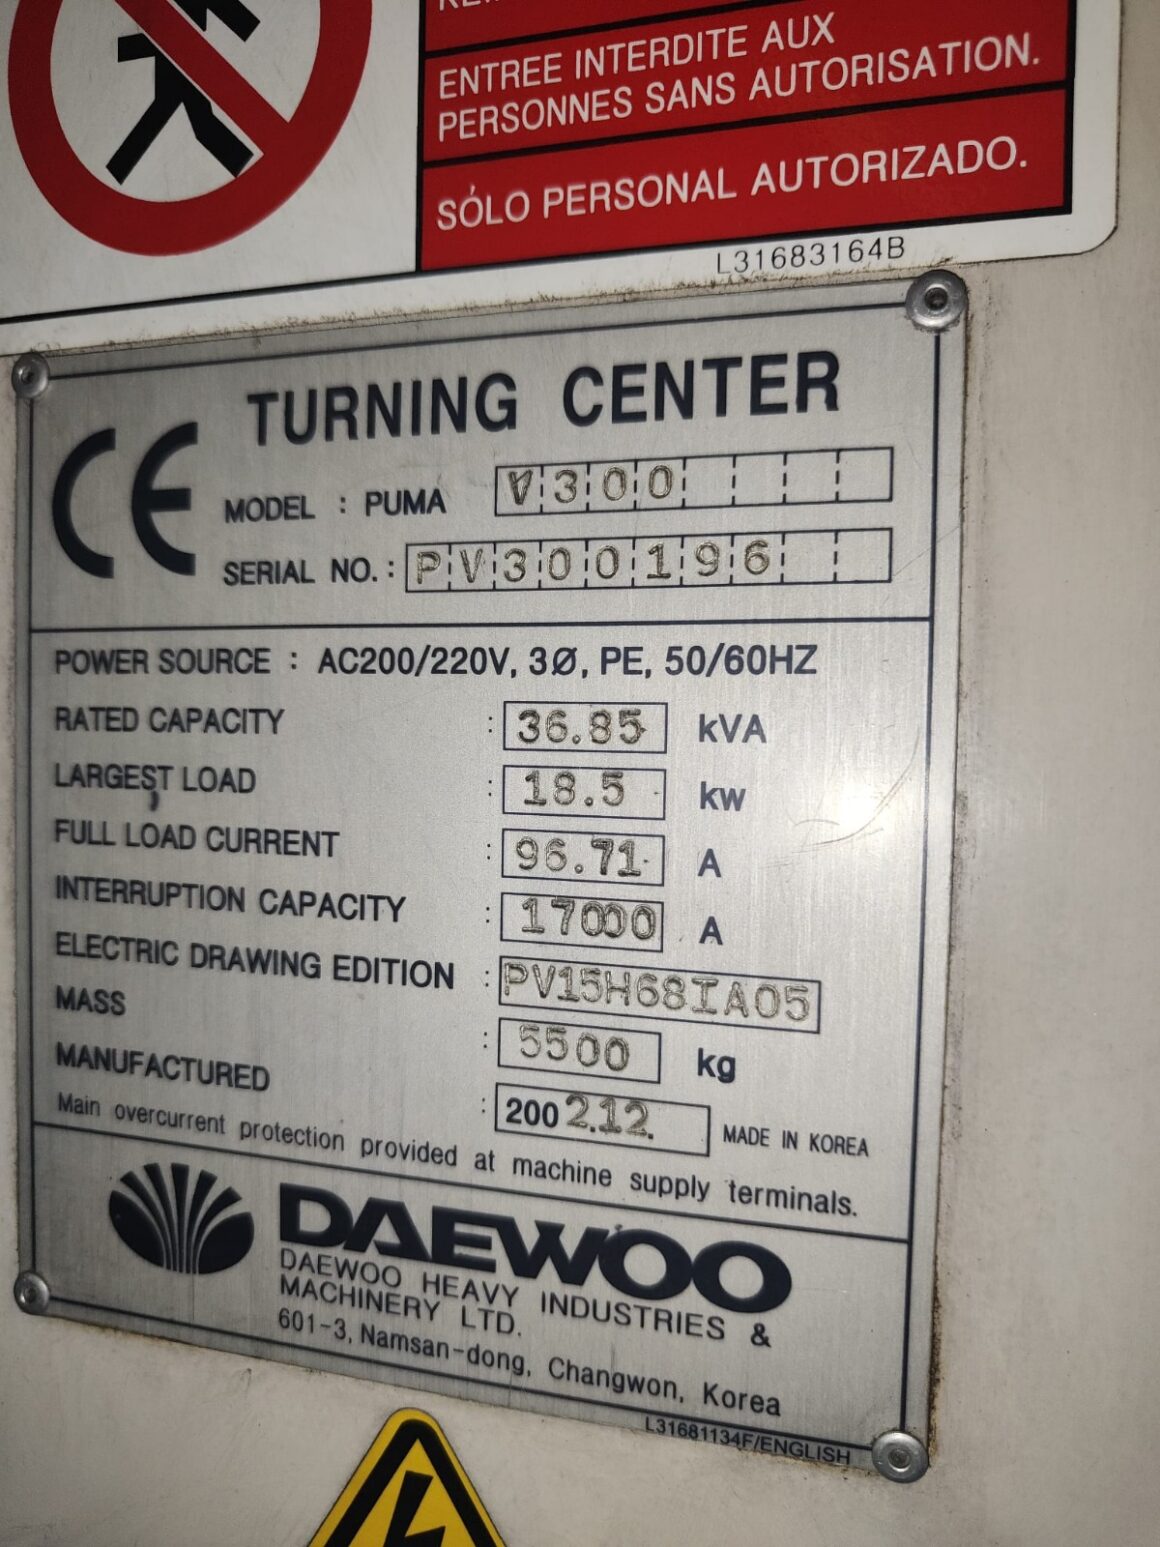 ENTREE INTERDITE AUX
PERSONNES SANS AUTORISATION.
SÓLO PERSONAL AUTORIZADO.
L31683164B
CE
TURNING CENTER
MODEL : PUMA V300
SERIAL NO. : PV300196
POWER SOURCE : AC200/220V, 3Ø, PE, 50/60HZ
RATED CAPACITY : 36.85 kVA
LARGEST LOAD : 18.5 kw
FULL LOAD CURRENT : 96.71 A
INTERRUPTION CAPACITY : 17000 A
ELECTRIC DRAWING EDITION : PV15H68IA05
MASS : 5500 kg
MANUFACTURED : 2002.12. MADE IN KOREA
Main overcurrent protection provided at machine supply terminals.
DAEWOO
DAEWOO HEAVY INDUSTRIES &
MACHINERY LTD.
601-3, Namsan-dong, Changwon, Korea
L31681134F/ENGLISH